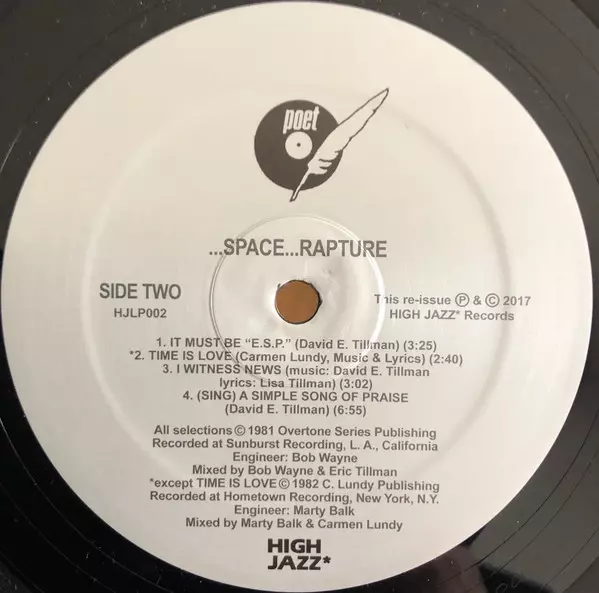 poet
...SPACE...RAPTURE
SIDE TWO
HJLP002
This re-issue Ⓟ & © 2017
HIGH JAZZ* Records
1. IT MUST BE “E.S.P.” (David E. Tillman) (3:25)
*2. TIME IS LOVE (Carmen Lundy, Music & Lyrics) (2:40)
3. I WITNESS NEWS (music: David E. Tillman
lyrics: Lisa Tillman) (3:02)
4. (SING) A SIMPLE SONG OF PRAISE
(David E. Tillman) (6:55)
All selections © 1981 Overtone Series Publishing
Recorded at Sunburst Recording, L. A., California
Engineer: Bob Wayne
Mixed by Bob Wayne & Eric Tillman
*except TIME IS LOVE © 1982 C. Lundy Publishing
Recorded at Hometown Recording, New York, N.Y.
Engineer: Marty Balk
Mixed by Marty Balk & Carmen Lundy
HIGH
JAZZ*